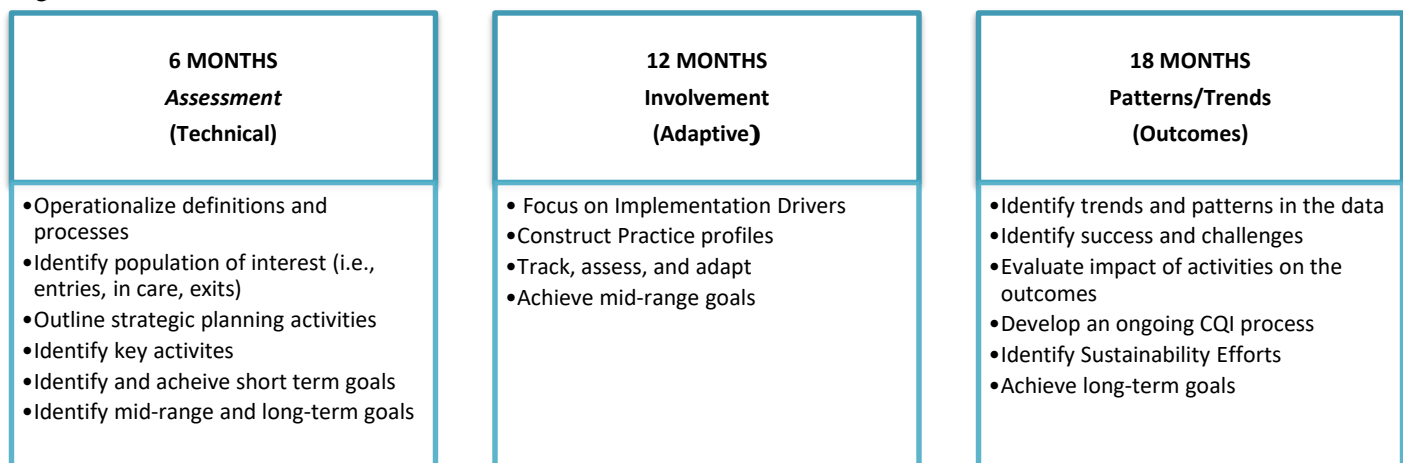 6 MONTHS
Assessment
(Technical)
•Operationalize definitions and
processes
•Identify population of interest (i.e.,
entries, in care, exits)
•Outline strategic planning activities
•Identify key activites
•Identify and acheive short term goals
•Identify mid-range and long-term goals
12 MONTHS
Involvement
(Adaptive)
• Focus on Implementation Drivers
•Construct Practice profiles
•Track, assess, and adapt
•Achieve mid-range goals
18 MONTHS
Patterns/Trends
(Outcomes)
•Identify trends and patterns in the data
•Identify success and challenges
•Evaluate impact of activities on the
outcomes
•Develop an ongoing CQI process
•Identify Sustainability Efforts
•Achieve long-term goals